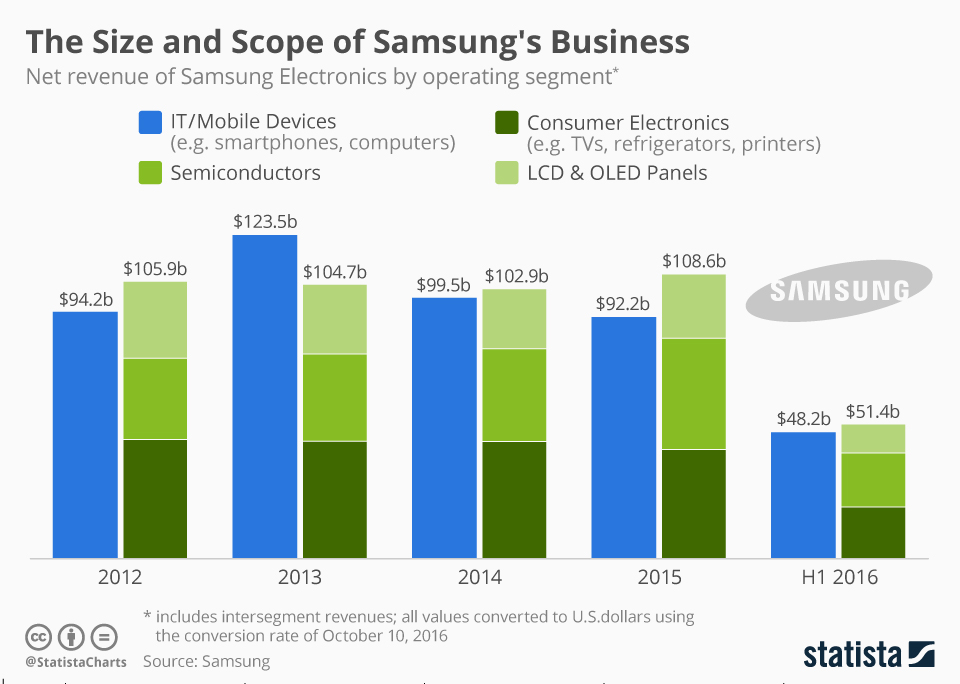 The Size and Scope of Samsung's Business
Net revenue of Samsung Electronics by operating segment*
IT/Mobile Devices
(e.g. smartphones, computers)
Consumer Electronics
(e.g. TVs, refrigerators, printers)
Semiconductors
LCD & OLED Panels
$94.2b
$105.9b
$123.5b
$104.7b
$99.5b
$102.9b
$92.2b
$108.6b
SAMSUNG
$48.2b
$51.4b
2012
2013
2014
2015
H1 2016
* includes intersegment revenues; all values converted to U.S.dollars using
the conversion rate of October 10, 2016
cc
@StatistaCharts
Source: Samsung
statista